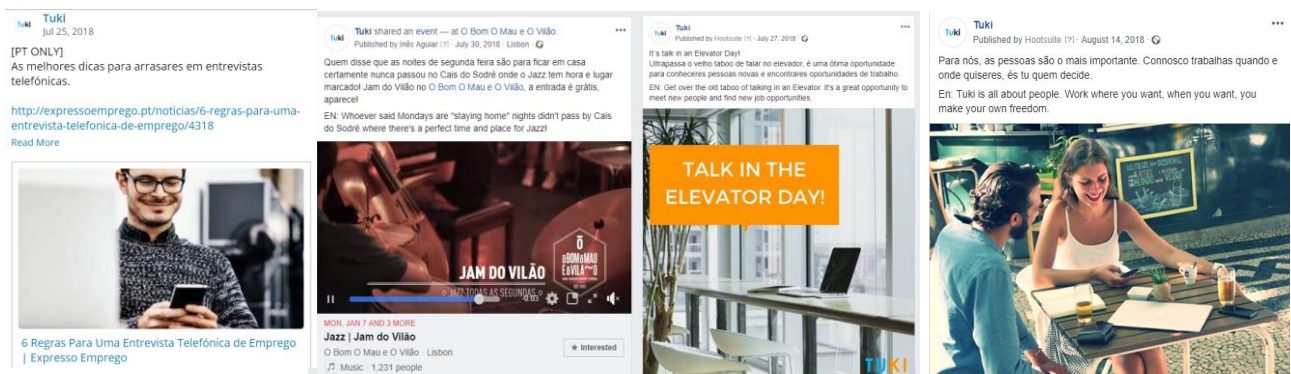 Tuki
Tuki
Jul 25, 2018
[PT ONLY]
As melhores dicas para arrasares em entrevistas
telefónicas.
http://expressoemprego.pt/noticias/6-regras-para-uma-
entrevista-telefonica-de-emprego/4318
Read More
6 Regras Para Uma Entrevista Telefónica de Emprego
| Expresso Emprego
Tuki
Tuki shared an event — at O Bom O Mau e O Vilão.
Published by Inês Aguiar [?] · July 30, 2018 · Lisbon ·
Quem disse que as noites de segunda feira são para ficar em casa
certamente nunca passou no Cais do Sodré onde o Jazz tem hora e lugar
marcado! Jam do Vilão no O Bom O Mau e O Vilão, a entrada é grátis,
aparece!
EN: Whoever said Mondays are "staying home" nights didn't pass by Cais
do Sodré where there's a perfect time and place for Jazz!
JAM DO VILÃO
JAZZ TODAS AS SEGUNDAS
Õ
oBOMoMAU
EoVILA~O
-0:03
MON, JAN 7 AND 3 MORE
Jazz | Jam do Vilão
O Bom O Mau e O Vilão · Lisbon
Music · 1,231 people
★ Interested
Tuki
Tuki
Published by Hootsuite [?] · July 27, 2018 ·
It´s talk in an Elevator Day!
Ultrapassa o velho taboo de falar no elevador, é uma ótima oportunidade
para conheceres pessoas novas e encontrares oportunidades de trabalho.
EN: Get over the old taboo of talking in an Elevator. It's a great opportunity to
meet new people and find new job opportunities.
TALK IN THE
ELEVATOR DAY!
TUKI
Tuki
Tuki
Published by Hootsuite [?] · August 14, 2018 ·
Para nós, as pessoas são o mais importante. Connosco trabalhas quando e
onde quiseres, és tu quem decide.
En: Tuki is all about people. Work where you want, when you want, you
make your own freedom.